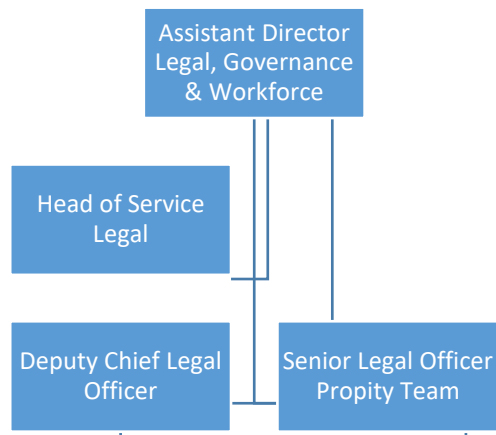 Assistant Director
Legal, Governance
& Workforce
Head of Service
Legal
Deputy Chief Legal
Officer
Senior Legal Officer
Propity Team